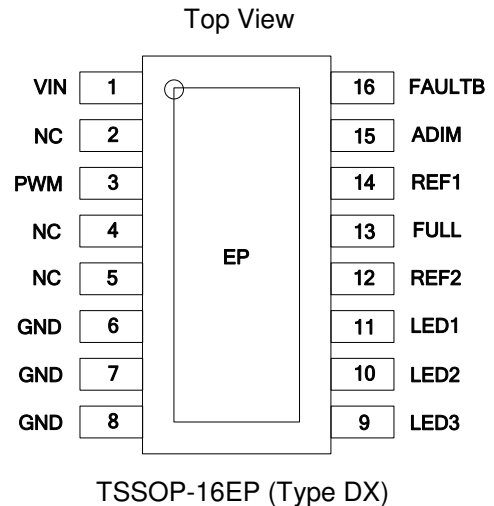 Top View
VIN 1 16 FAULTB
NC 2 15 ADIM
PWM 3 14 REF1
NC 4 13 FULL
NC 5 EP 12 REF2
GND 6 11 LED1
GND 7 10 LED2
GND 8 9 LED3
TSSOP-16EP (Type DX)